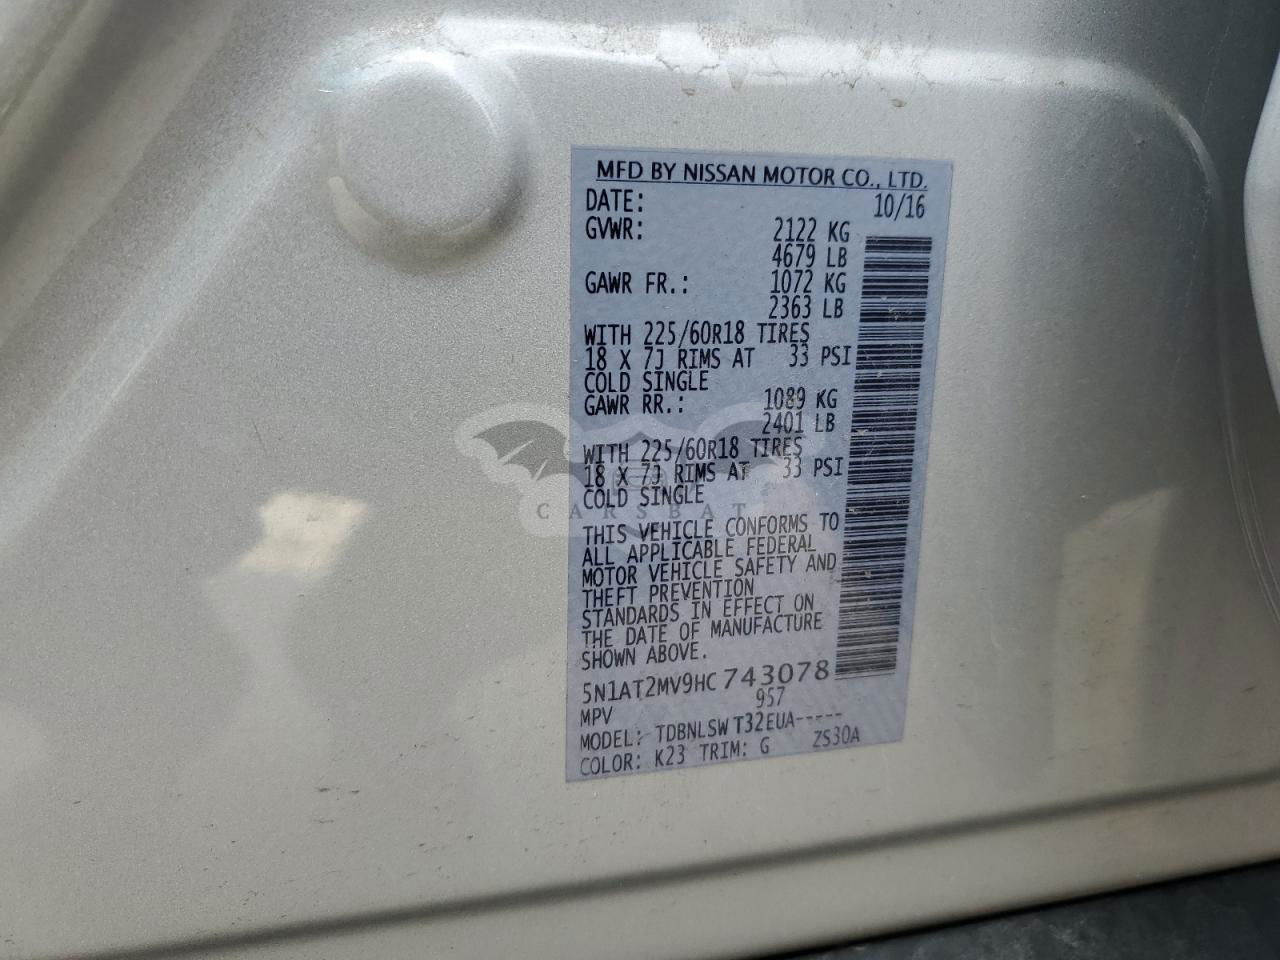 MFD BY NISSAN MOTOR CO., LTD.
DATE: 10/16
GVWR: 2122 KG
4679 LB
GAWR FR.: 1072 KG
2363 LB
WITH 225/60R18 TIRES
18 X 7J RIMS AT 33 PSI
COLD SINGLE
GAWR RR.: 1089 KG
2401 LB
WITH 225/60R18 TIRES
18 X 7J RIMS AT 33 PSI
COLD SINGLE
CARSBAT
THIS VEHICLE CONFORMS TO
ALL APPLICABLE FEDERAL
MOTOR VEHICLE SAFETY AND
THEFT PREVENTION
STANDARDS IN EFFECT ON
THE DATE OF MANUFACTURE
SHOWN ABOVE.
5N1AT2MV9HC743078
MPV 957
MODEL: TDBNLSW T32EUA-----
COLOR: K23 TRIM: G ZS30A